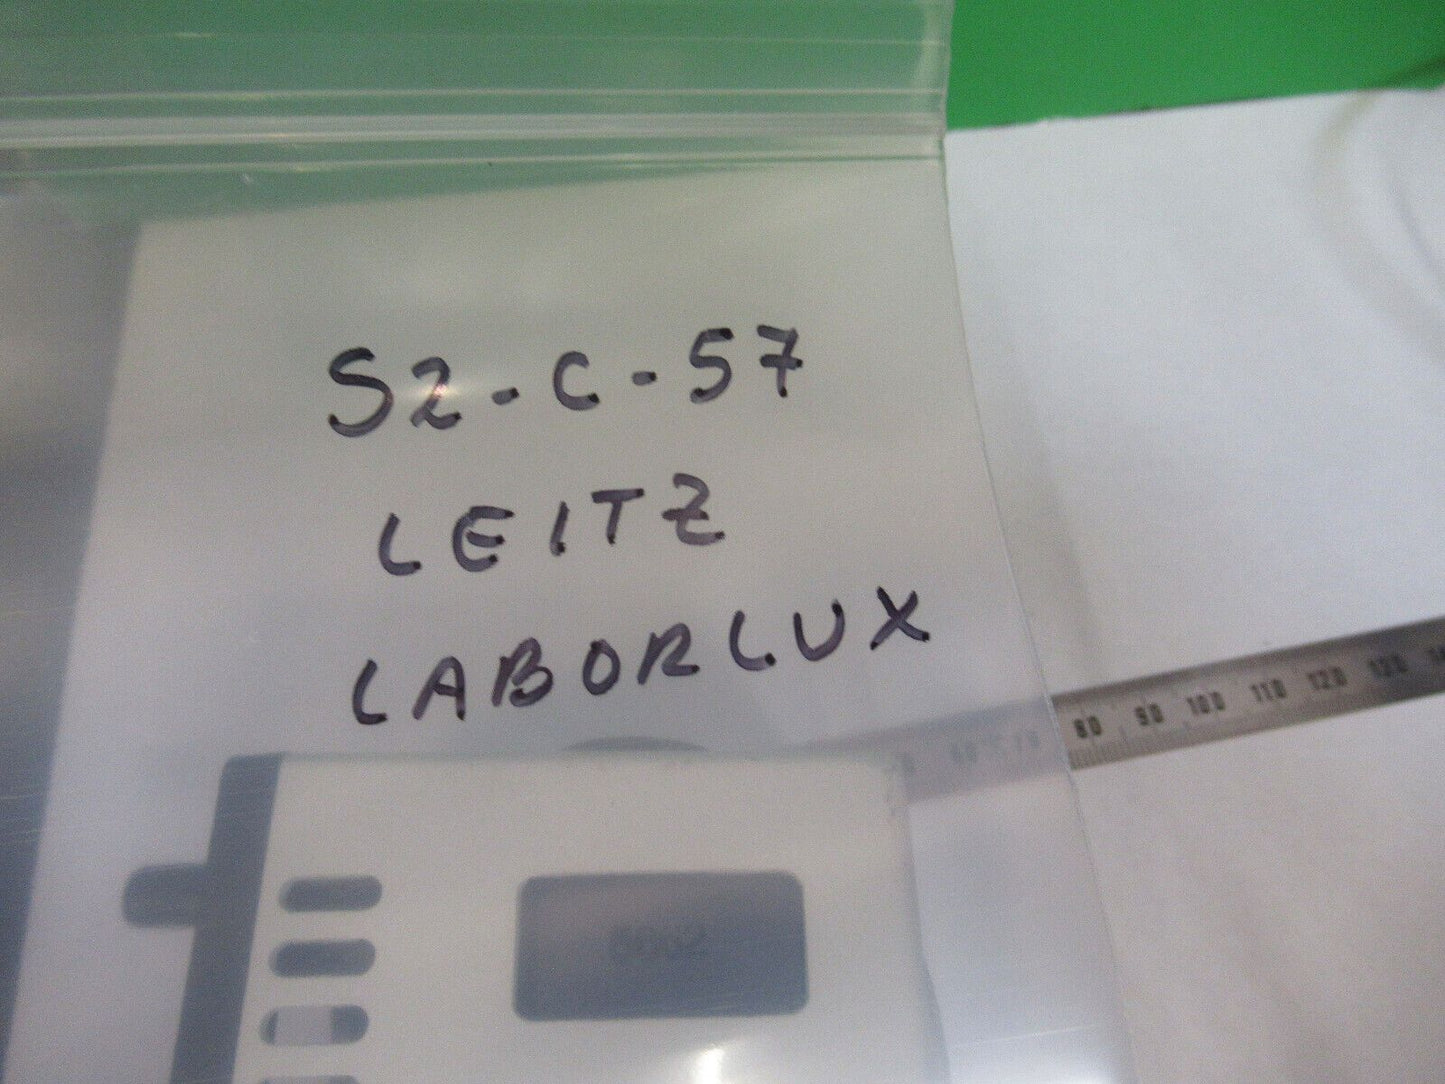 S2-C-57
LEITZ
LABORLUX
80 90 100 110 120 130